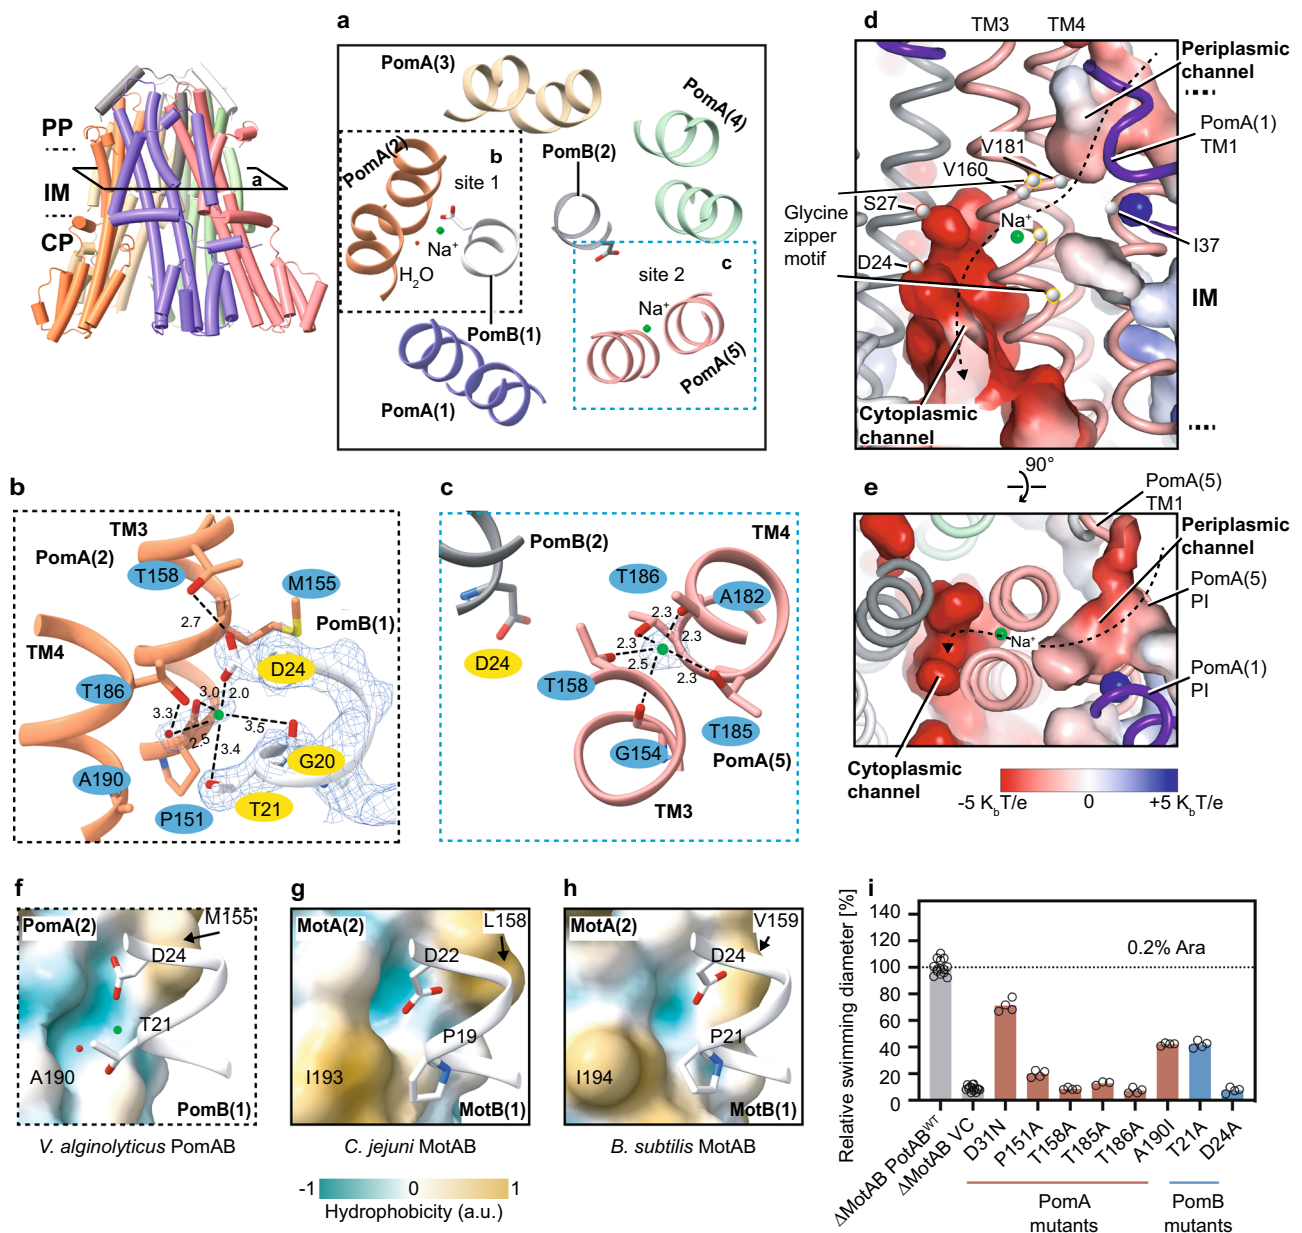 a
PP
IM
CP
a
PomA(3)
PomA(4)
PomA(2)
b
site 1
PomB(2)
Na⁺
H₂O
PomB(1)
PomA(1)
c
site 2
Na⁺
PomA(5)
d
TM3
TM4
Periplasmic
channel
PomA(1)
TM1
V181
V160
S27
Na⁺
Glycine
zipper
motif
D24
I37
IM
Cytoplasmic
channel
90°
b
TM3
PomA(2)
T158
M155
2.7
PomB(1)
TM4
D24
T186
3.0
2.0
3.3
3.5
2.5
3.4
G20
A190
P151
T21
c
PomB(2)
TM4
T186
A182
2.3
2.3
2.3
D24
2.5
2.3
T158
T185
G154
PomA(5)
TM3
e
PomA(5)
TM1
Periplasmic
channel
PomA(5)
PI
Na⁺
PomA(1)
PI
Cytoplasmic
channel
-5 KbT/e
0
+5 KbT/e
f
PomA(2)
M155
D24
T21
A190
PomB(1)
V. alginolyticus PomAB
g
MotA(2)
L158
D22
P19
I193
MotB(1)
C. jejuni MotAB
h
MotA(2)
V159
D24
P21
I194
MotB(1)
B. subtilis MotAB
-1
0
1
Hydrophobicity (a.u.)
i
Relative swimming diameter [%]
140
120
100
80
60
40
20
0
0.2% Ara
ΔMotAB PotABᵂᵀ
ΔMotAB VC
D31N
P151A
T158A
T185A
T186A
A190I
T21A
D24A
PomA
mutants
PomB
mutants